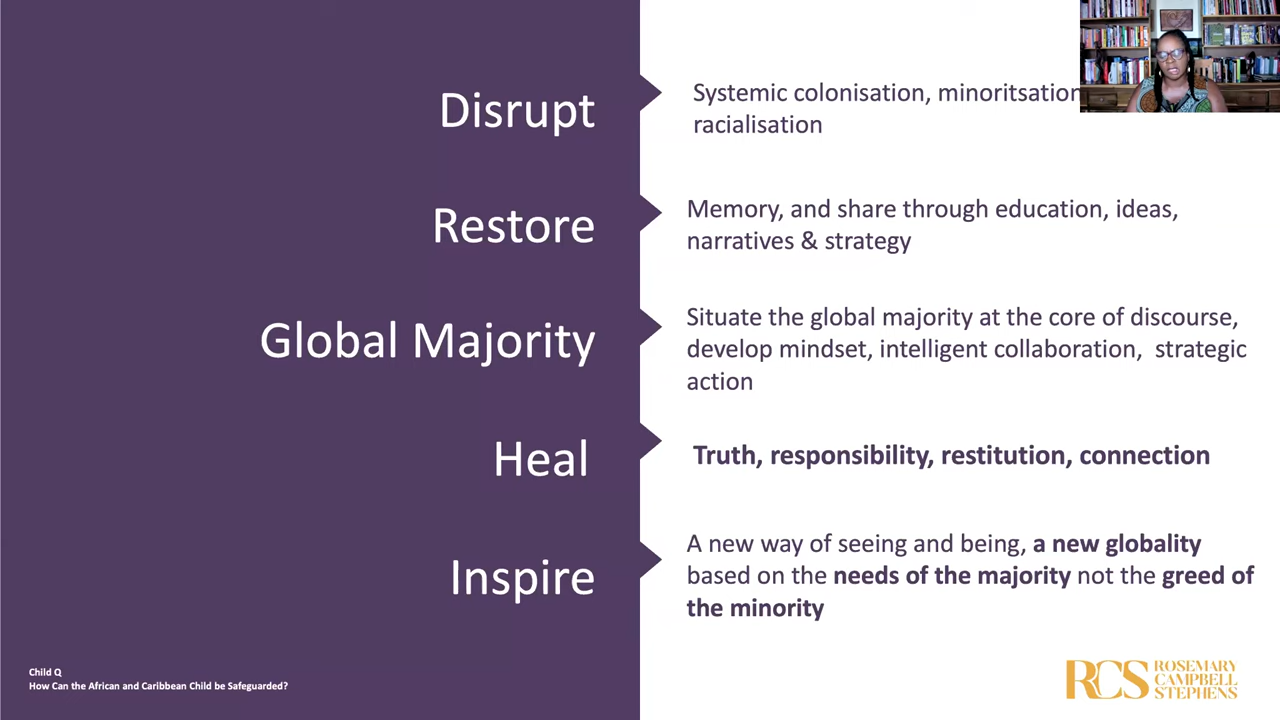 Disrupt
Systemic colonisation, minoritsation
racialisation
Restore
Memory, and share through education, ideas,
narratives & strategy
Global Majority
Situate the global majority at the core of discourse,
develop mindset, intelligent collaboration, strategic
action
Heal
Truth, responsibility, restitution, connection
Inspire
A new way of seeing and being, a new globality
based on the needs of the majority not the greed of
the minority
Child Q
How Can the African and Caribbean Child be Safeguarded?
RCS
ROSEMARY
CAMPBELL
STEPHENS